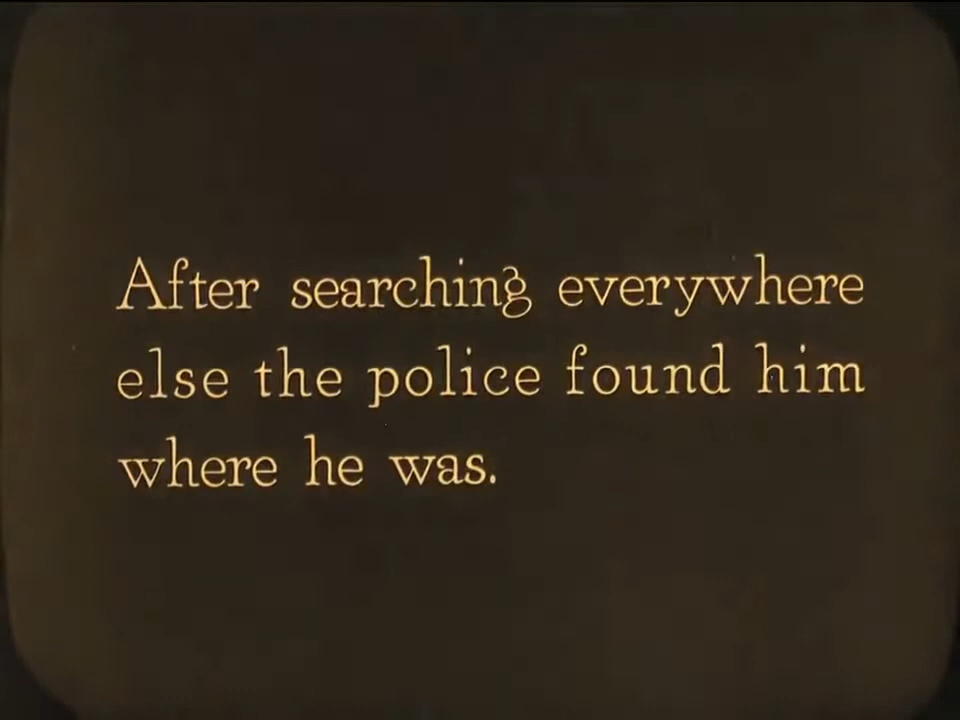 After searching everywhere
else the police found him
where he was.